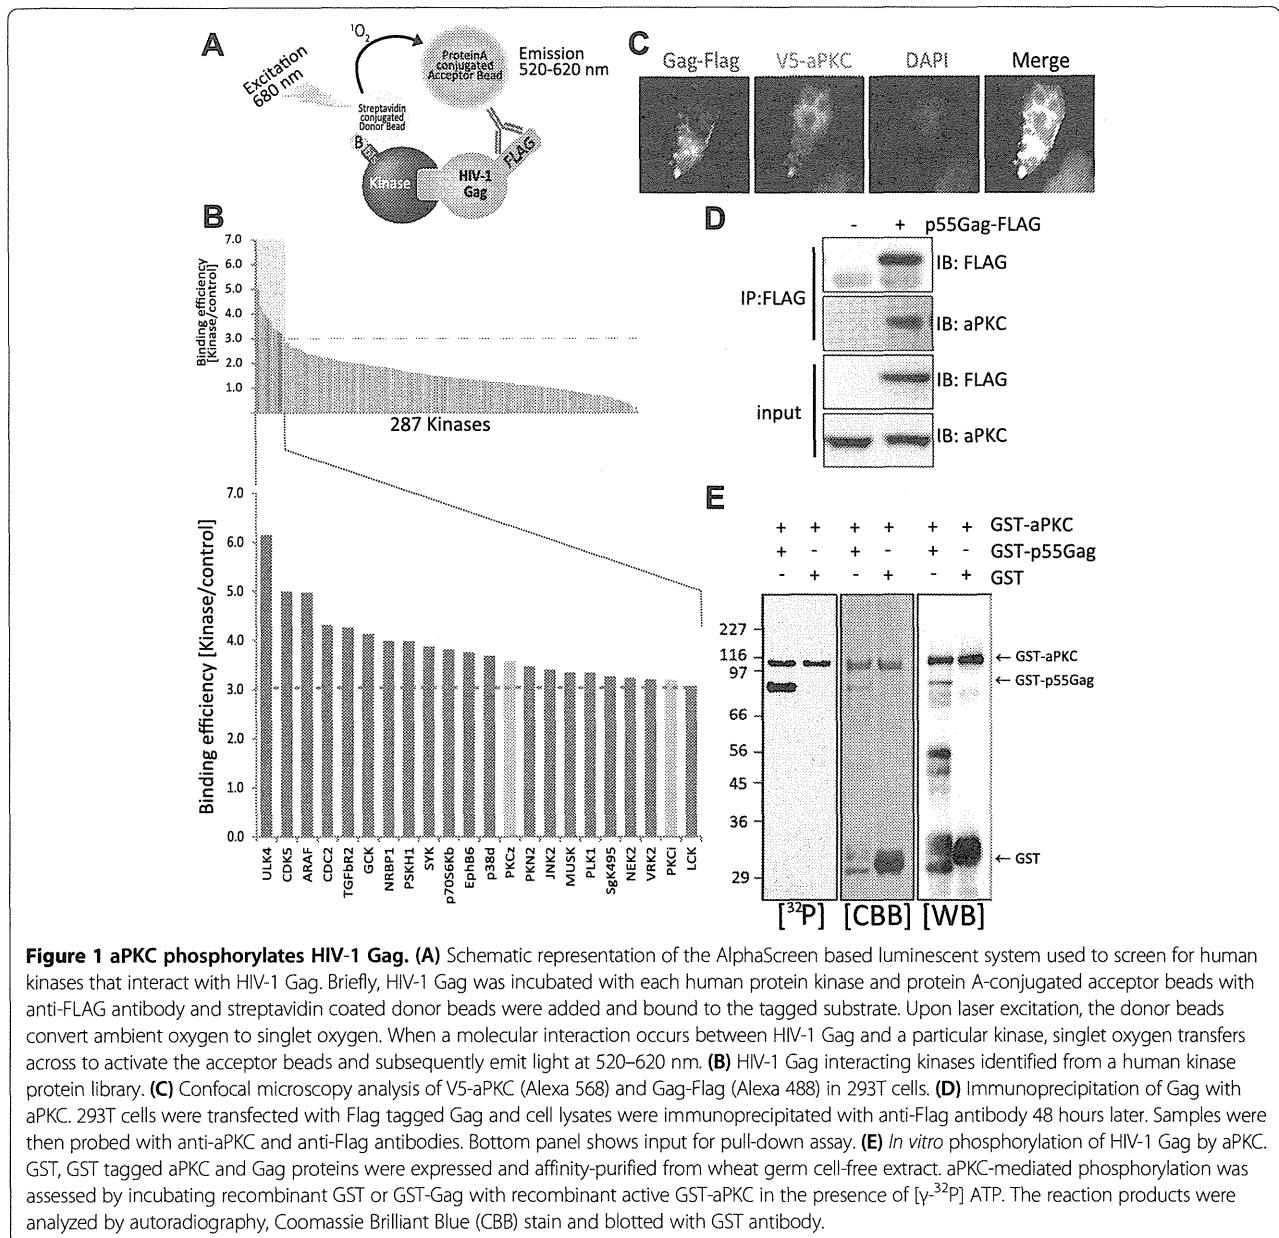 A
Excitation
680 nm
¹O₂
ProteinA
conjugated
Acceptor Bead
Emission
520-620 nm
Streptavidin
conjugated
Donor Bead
B
Kinase
HIV-1
Gag
FLAG
C
Gag-Flag V5-aPKC DAPI Merge
B
Binding efficiency
[Kinase/control]
7.0
6.0
5.0
4.0
3.0
2.0
1.0
287 Kinases
Binding efficiency [Kinase/control]
7.0
6.0
5.0
4.0
3.0
2.0
1.0
0.0
ULK4
CDK5
ARAF
CDC2
TGFbR2
GCK
NRBP1
PSKH1
SYK
p70S6Kb
EphB6
p38d
PKCz
PKN2
JNK2
MUSK
PLK1
SgK495
NEK2
VRK2
PKCi
LCK
D
- + p55Gag-FLAG
IP:FLAG
IB: FLAG
IB: aPKC
input
IB: FLAG
IB: aPKC
E
+ + + + + + GST-aPKC
+ - + - + - GST-p55Gag
- + - + - + GST
227
116
97
66
56
45
36
29
← GST-aPKC
← GST-p55Gag
← GST
[³²P] [CBB] [WB]
Figure 1 aPKC phosphorylates HIV-1 Gag. (A) Schematic representation of the AlphaScreen based luminescent system used to screen for human
kinases that interact with HIV-1 Gag. Briefly, HIV-1 Gag was incubated with each human protein kinase and protein A-conjugated acceptor beads with
anti-FLAG antibody and streptavidin coated donor beads were added and bound to the tagged substrate. Upon laser excitation, the donor beads
convert ambient oxygen to singlet oxygen. When a molecular interaction occurs between HIV-1 Gag and a particular kinase, singlet oxygen transfers
across to activate the acceptor beads and subsequently emit light at 520–620 nm. (B) HIV-1 Gag interacting kinases identified from a human kinase
protein library. (C) Confocal microscopy analysis of V5-aPKC (Alexa 568) and Gag-Flag (Alexa 488) in 293T cells. (D) Immunoprecipitation of Gag with
aPKC. 293T cells were transfected with Flag tagged Gag and cell lysates were immunoprecipitated with anti-Flag antibody 48 hours later. Samples were
then probed with anti-aPKC and anti-Flag antibodies. Bottom panel shows input for pull-down assay. (E) In vitro phosphorylation of HIV-1 Gag by aPKC.
GST, GST tagged aPKC and Gag proteins were expressed and affinity-purified from wheat germ cell-free extract. aPKC-mediated phosphorylation was
assessed by incubating recombinant GST or GST-Gag with recombinant active GST-aPKC in the presence of [γ-³²P] ATP. The reaction products were
analyzed by autoradiography, Coomassie Brilliant Blue (CBB) stain and blotted with GST antibody.